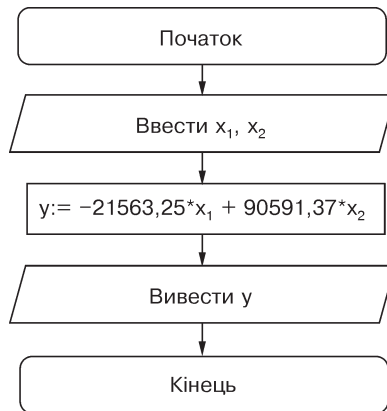 Початок
Ввести x₁, x₂
y:= −21563,25*x₁ + 90591,37*x₂
Вивести y
Кінець